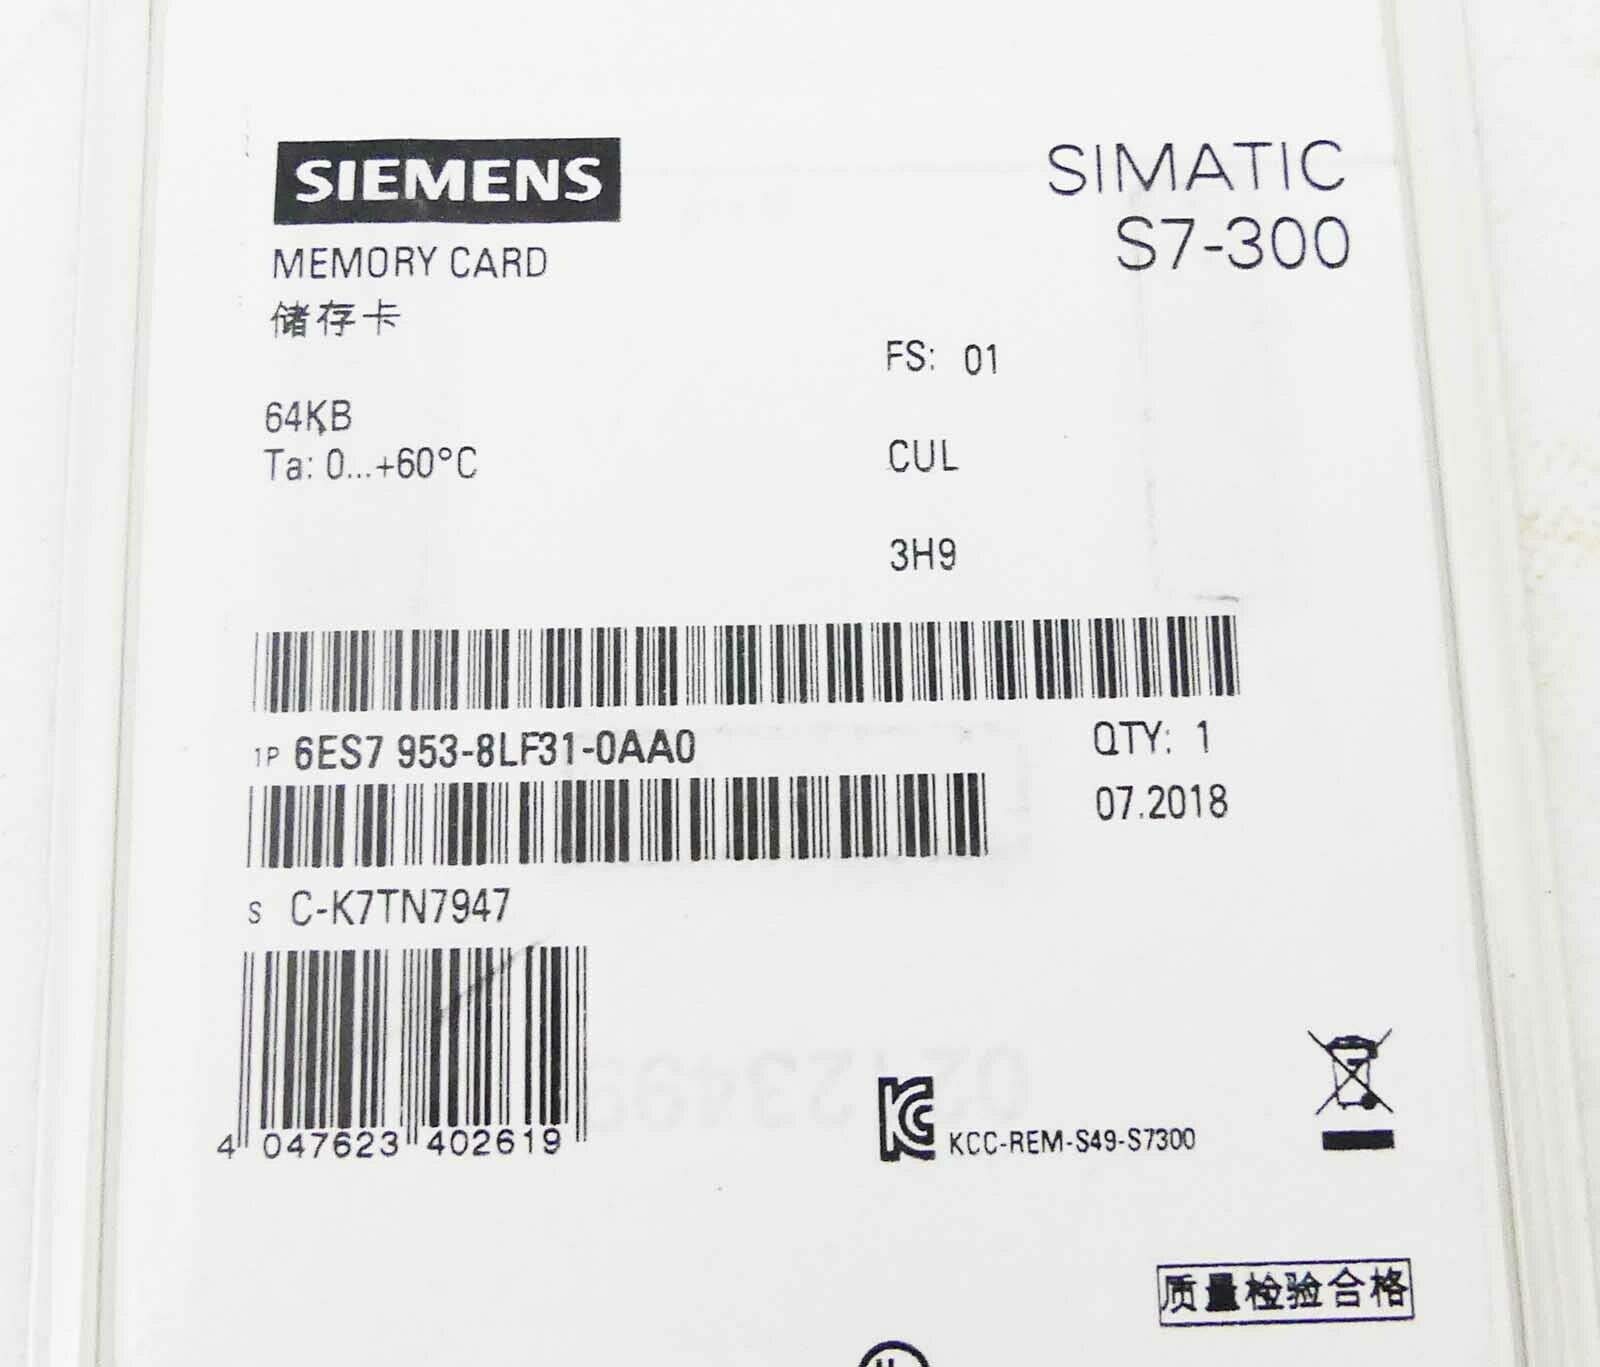 SIEMENS
SIMATIC
S7-300
MEMORY CARD
储存卡
FS: 01
64KB
Ta: 0...+60°C
CUL
3H9
1P 6ES7 953-8LF31-0AA0
QTY: 1
07.2018
S C-K7TN7947
4 047623 402619
KCC-REM-S49-S7300
质量检验合格